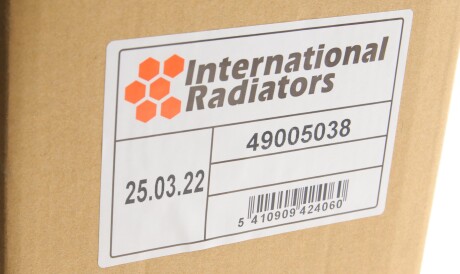 International
Radiators
49005038
25.03.22
5 410909 424060